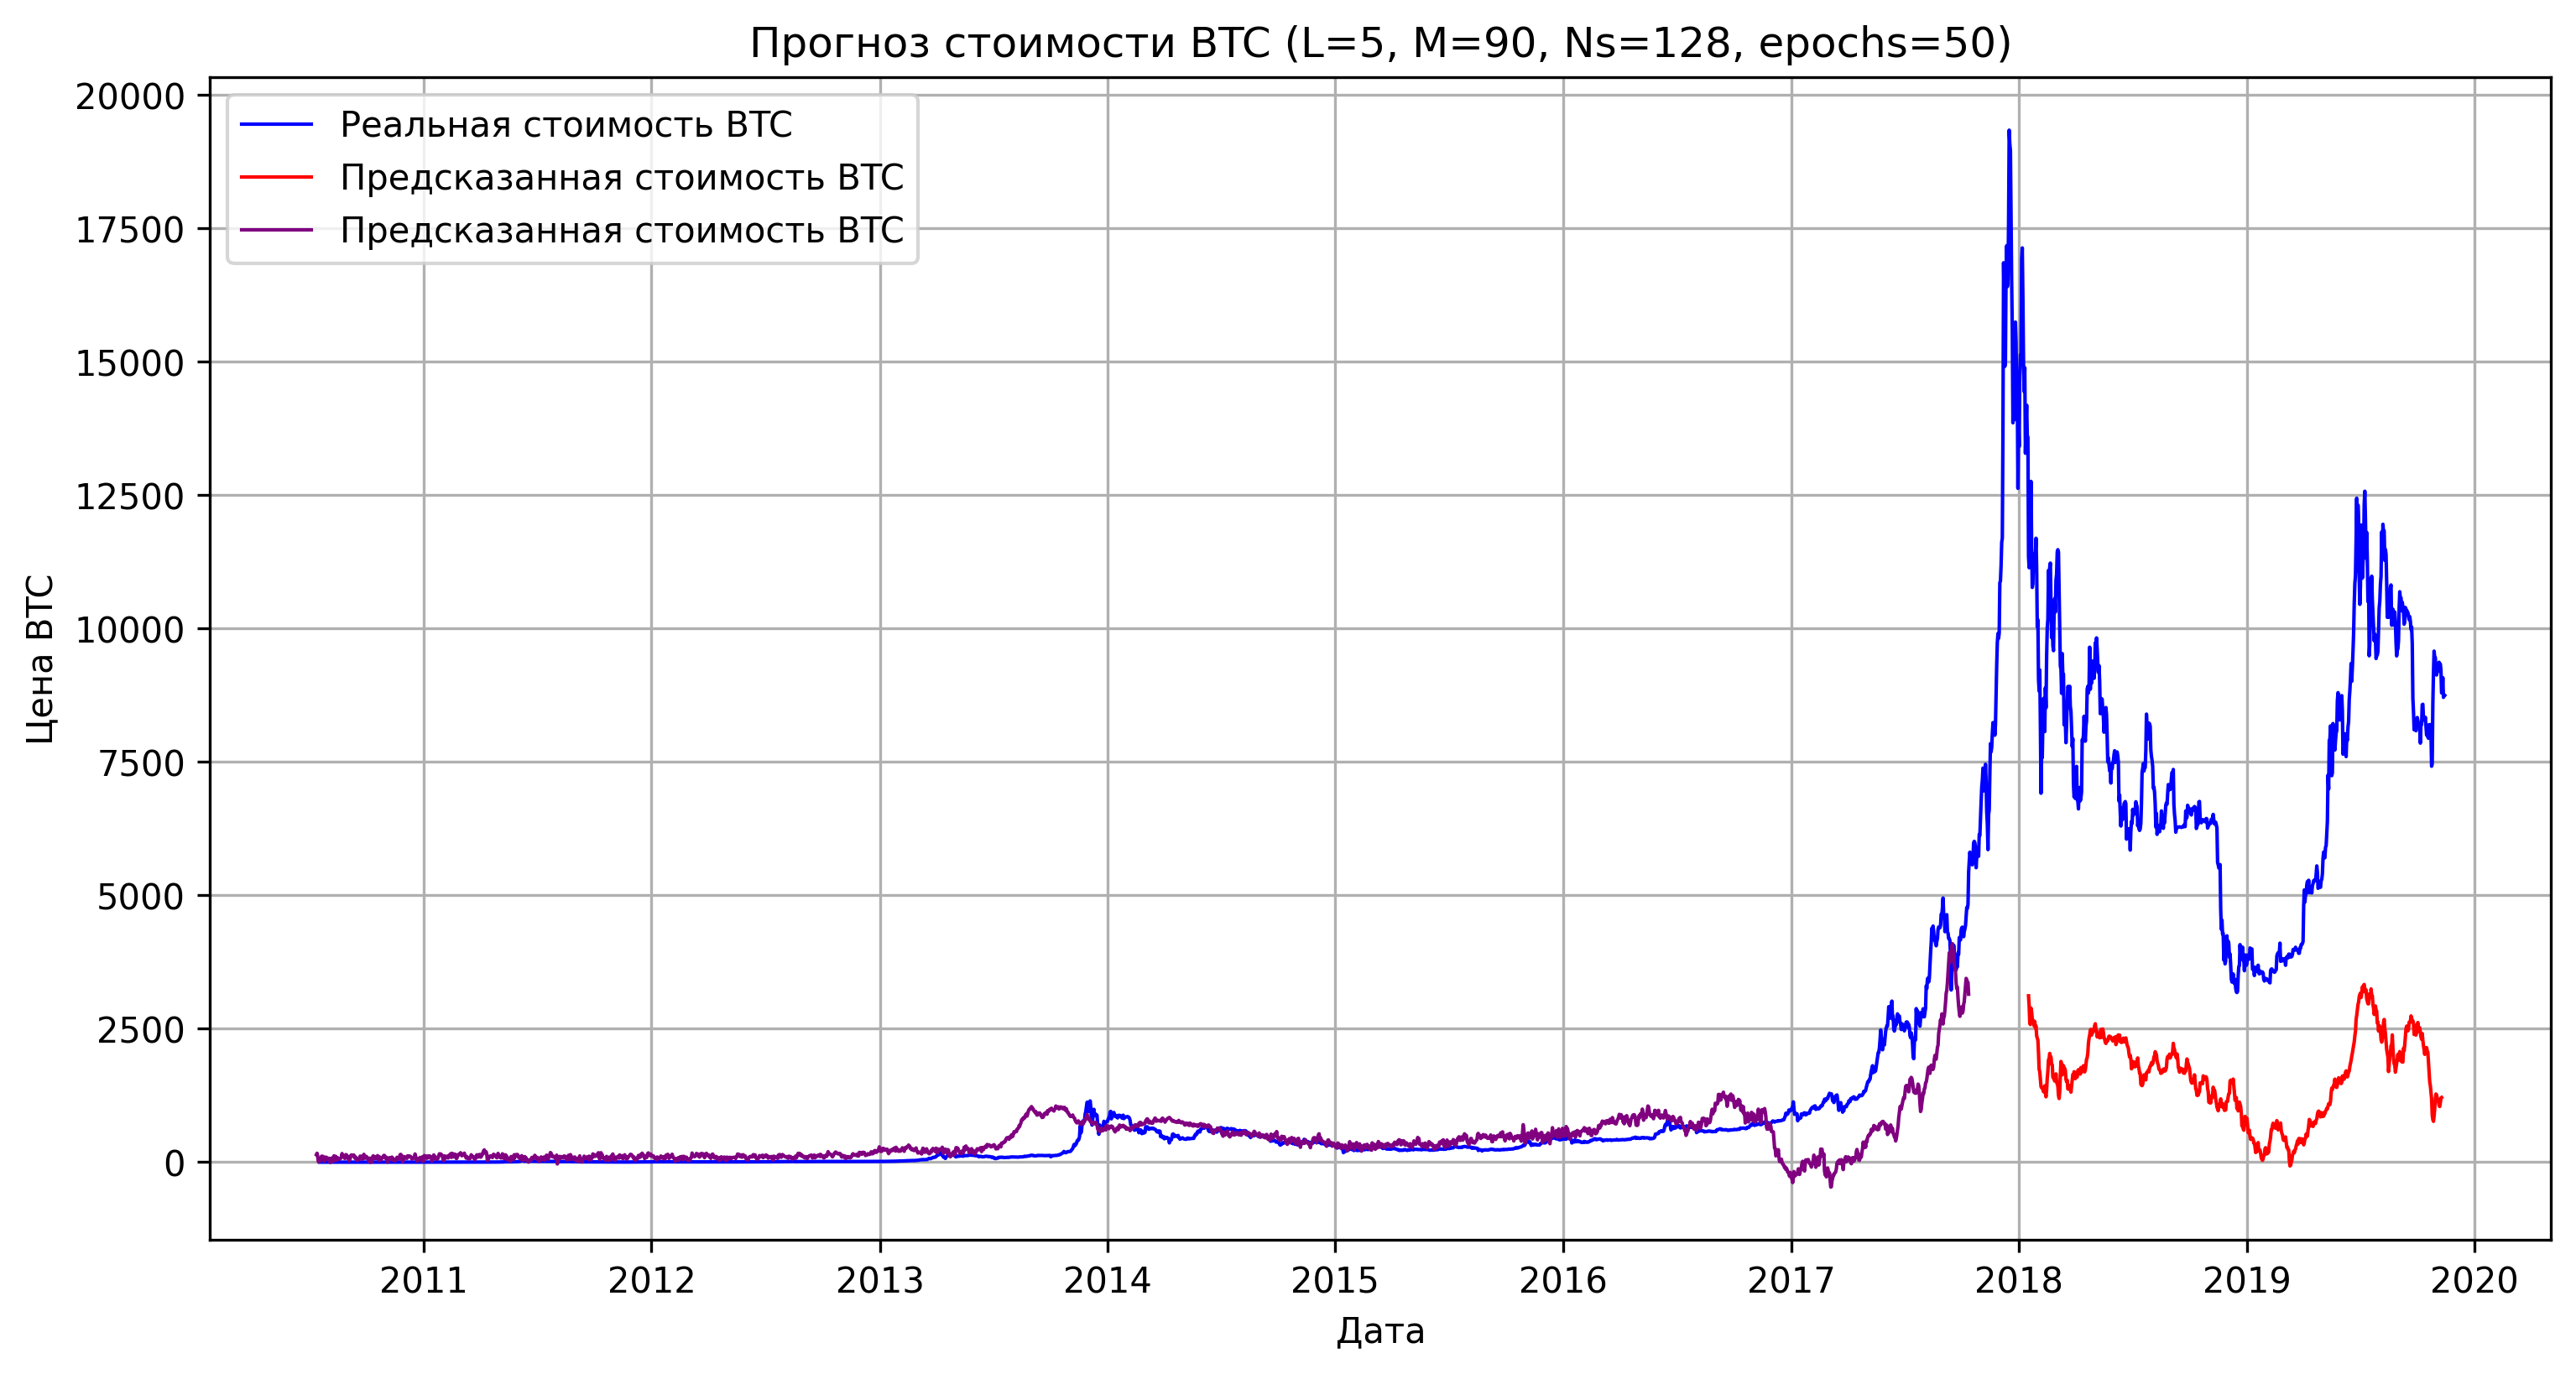 Прогноз стоимости BTC (L=5, M=90, Ns=128, epochs=50)
Реальная стоимость BTC
Предсказанная стоимость BTC
Предсказанная стоимость BTC
Цена BTC
20000
17500
15000
12500
10000
7500
5000
2500
0
2011 2012 2013 2014 2015 2016 2017 2018 2019 2020
Дата